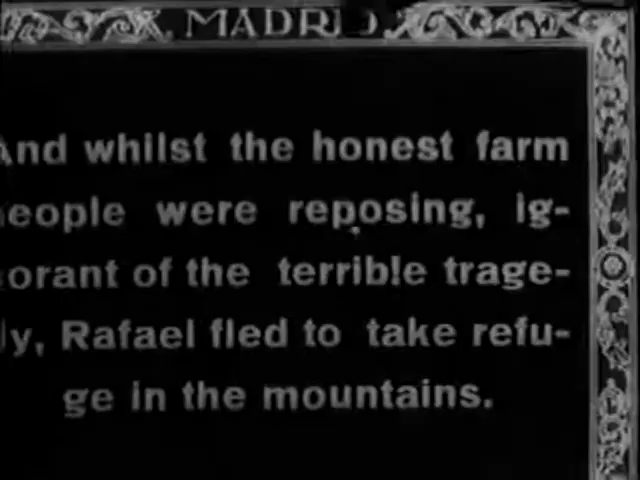 MADRID.
And whilst the honest farm
eople were reposing, ig-
orant of the terrible trage-
ly, Rafael fled to take refu-
ge in the mountains.